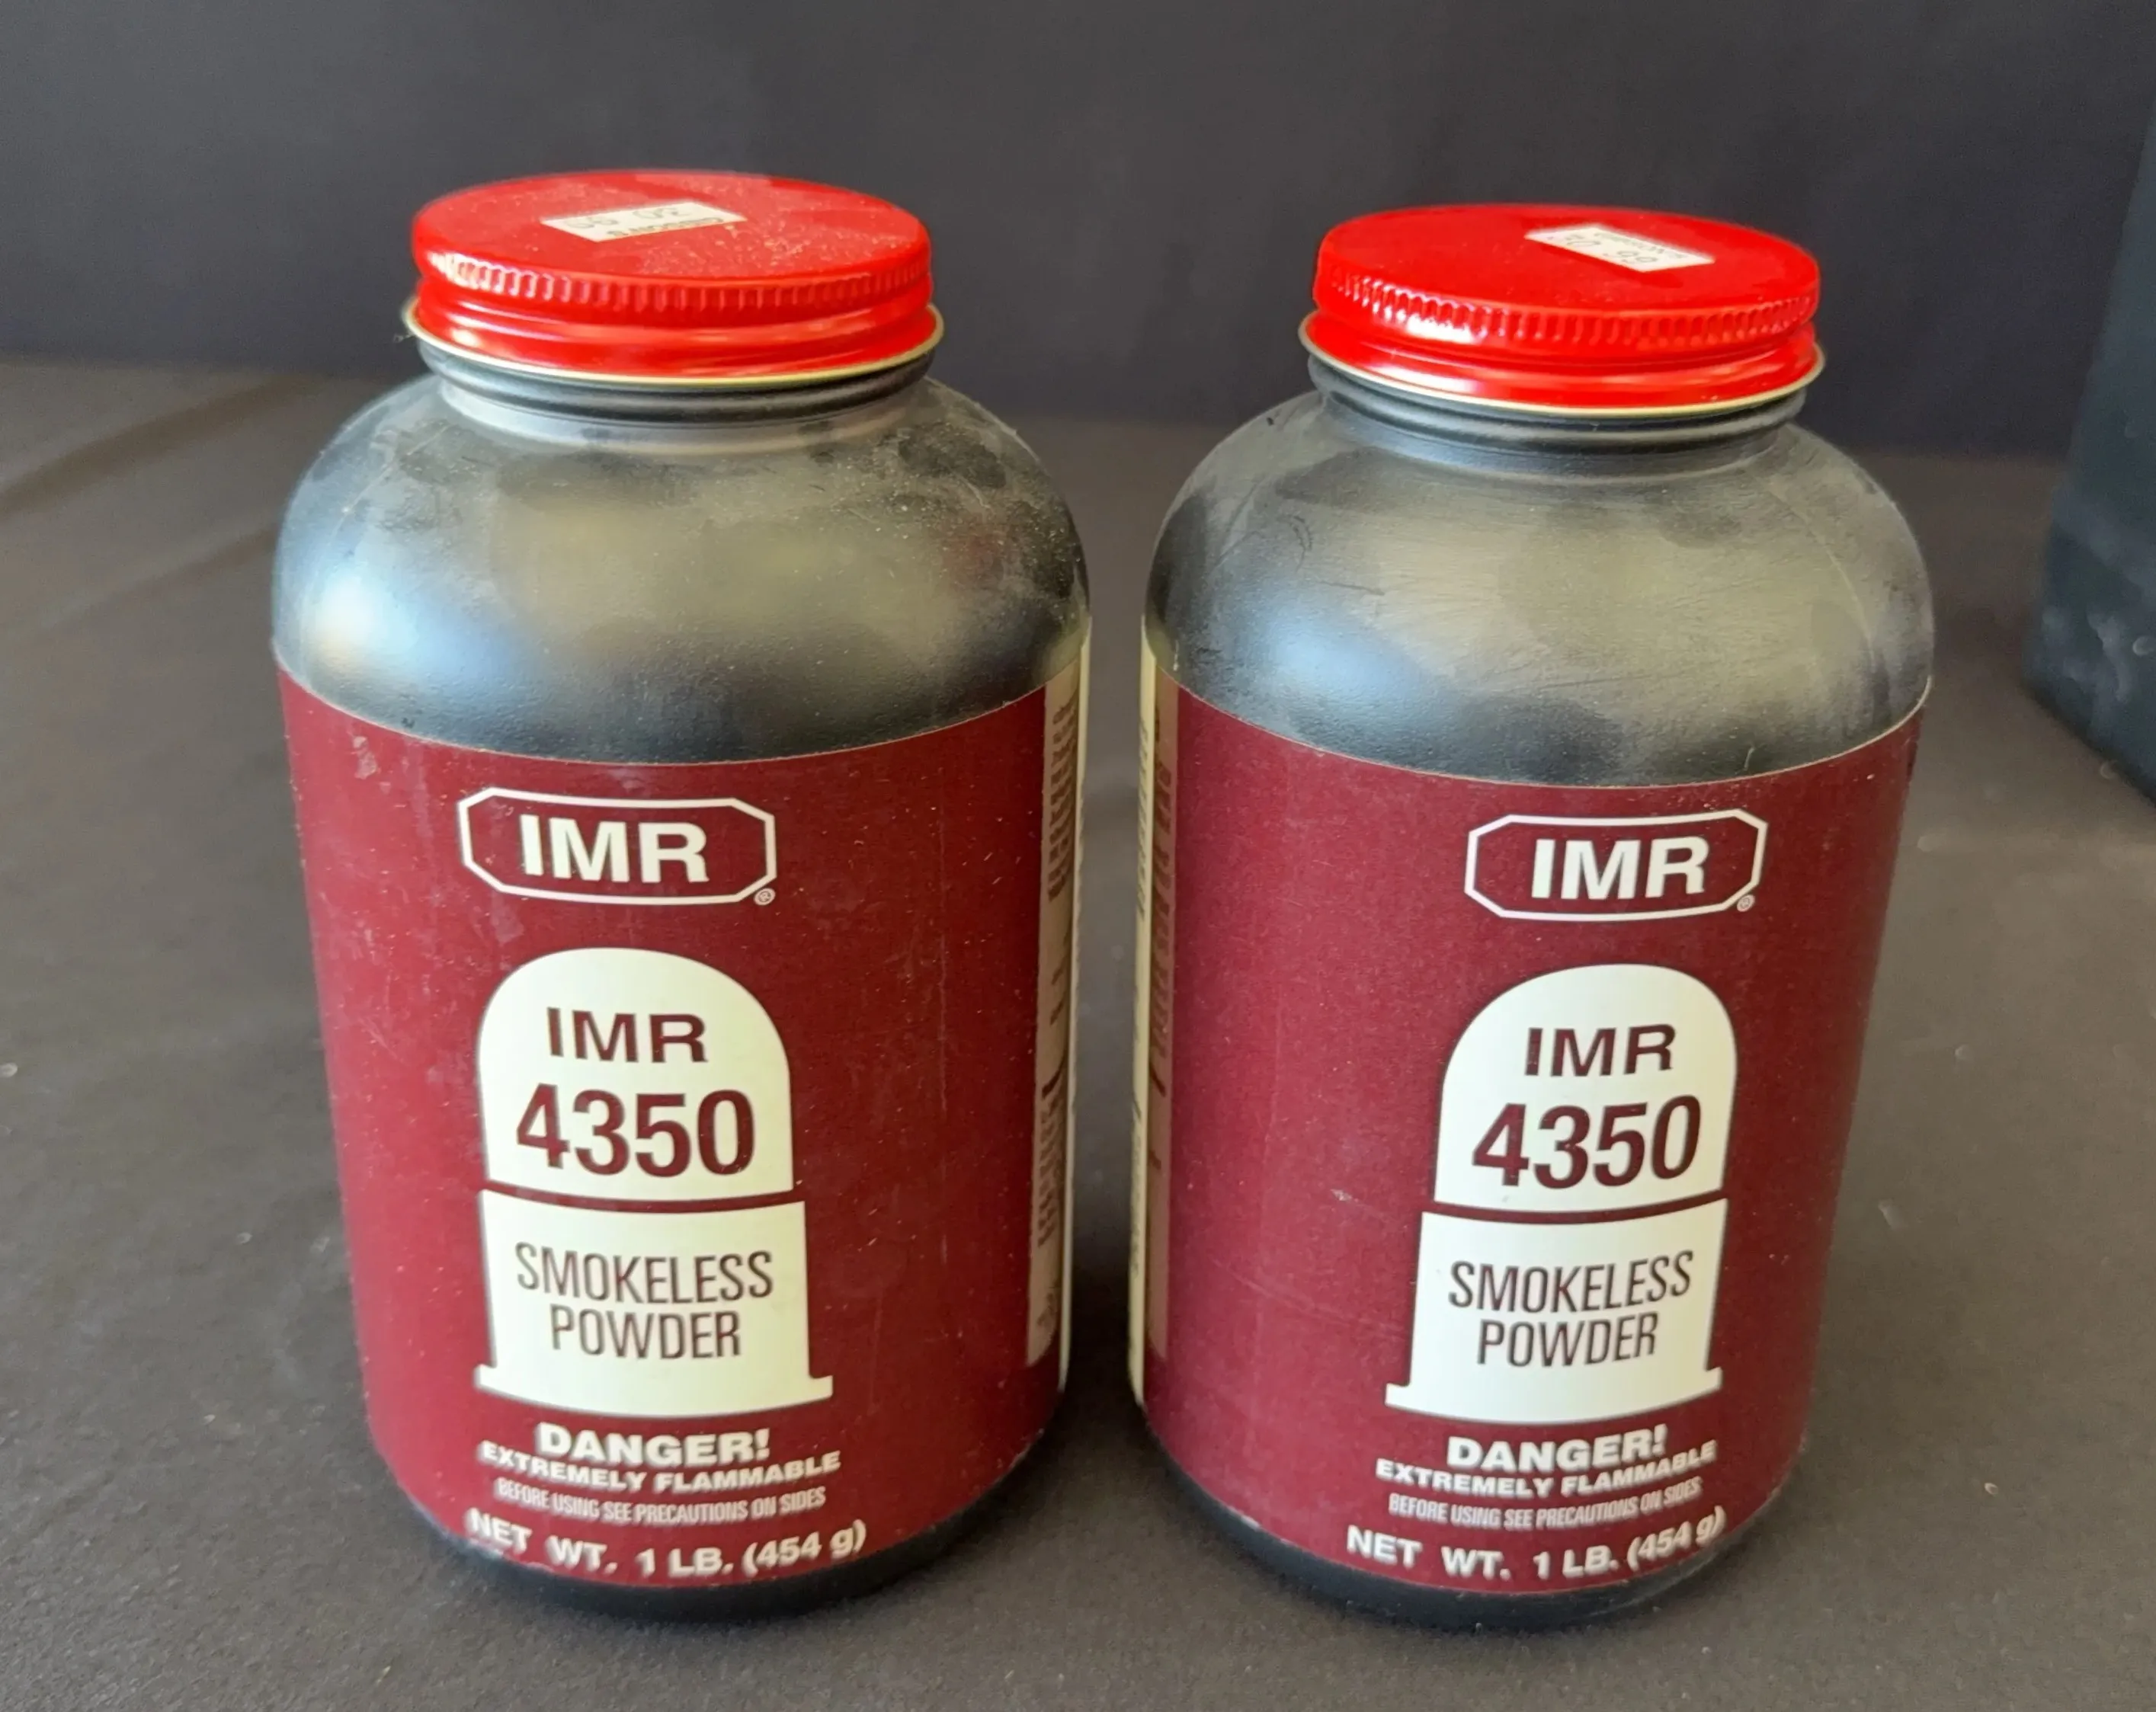 IMR
®
IMR
4350
SMOKELESS
POWDER
DANGER!
EXTREMELY FLAMMABLE
BEFORE USING SEE PRECAUTIONS ON SIDES
NET WT. 1 LB. (454 g)
IMR
®
IMR
4350
SMOKELESS
POWDER
DANGER!
EXTREMELY FLAMMABLE
BEFORE USING SEE PRECAUTIONS ON SIDES
NET WT. 1 LB. (454 g)